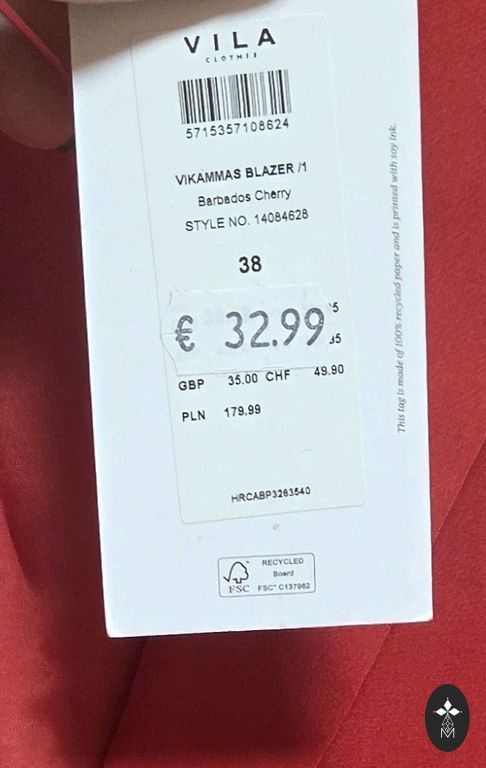 VILA
CLOTHES
5715357108624
VIKAMMAS BLAZER /1
Barbados Cherry
STYLE NO. 14084628
38
€ 32.99
GBP 35.00 CHF 49.90
PLN 179.99
HRCABP3283540
FSC
RECYCLED
Board
FSC™ C137982
This tag is made of 100% recycled paper and is printed with soy ink.
M